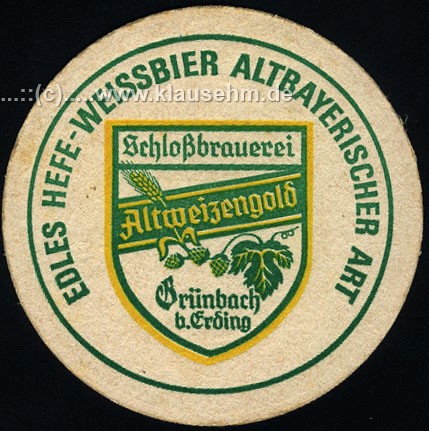 EDLES HEFE-WEISSBIER ALTBAYERISCHER ART
...::(c).....www.klausehm.de
Schloßbrauerei
Altweizengold
Grünbach
b. Erding